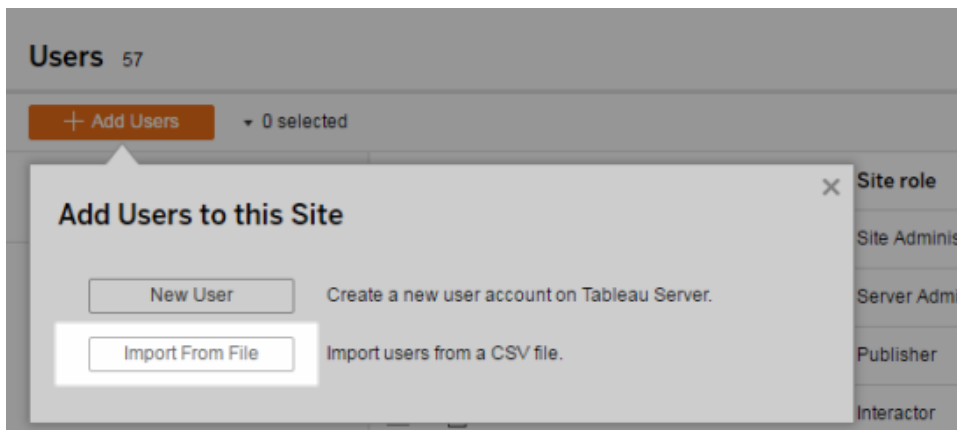 Users 57
+ Add Users 0 selected
Site role
Add Users to this Site
Site Adminis
New User Create a new user account on Tableau Server.
Server Admi
Import From File Import users from a CSV file.
Publisher
Interactor